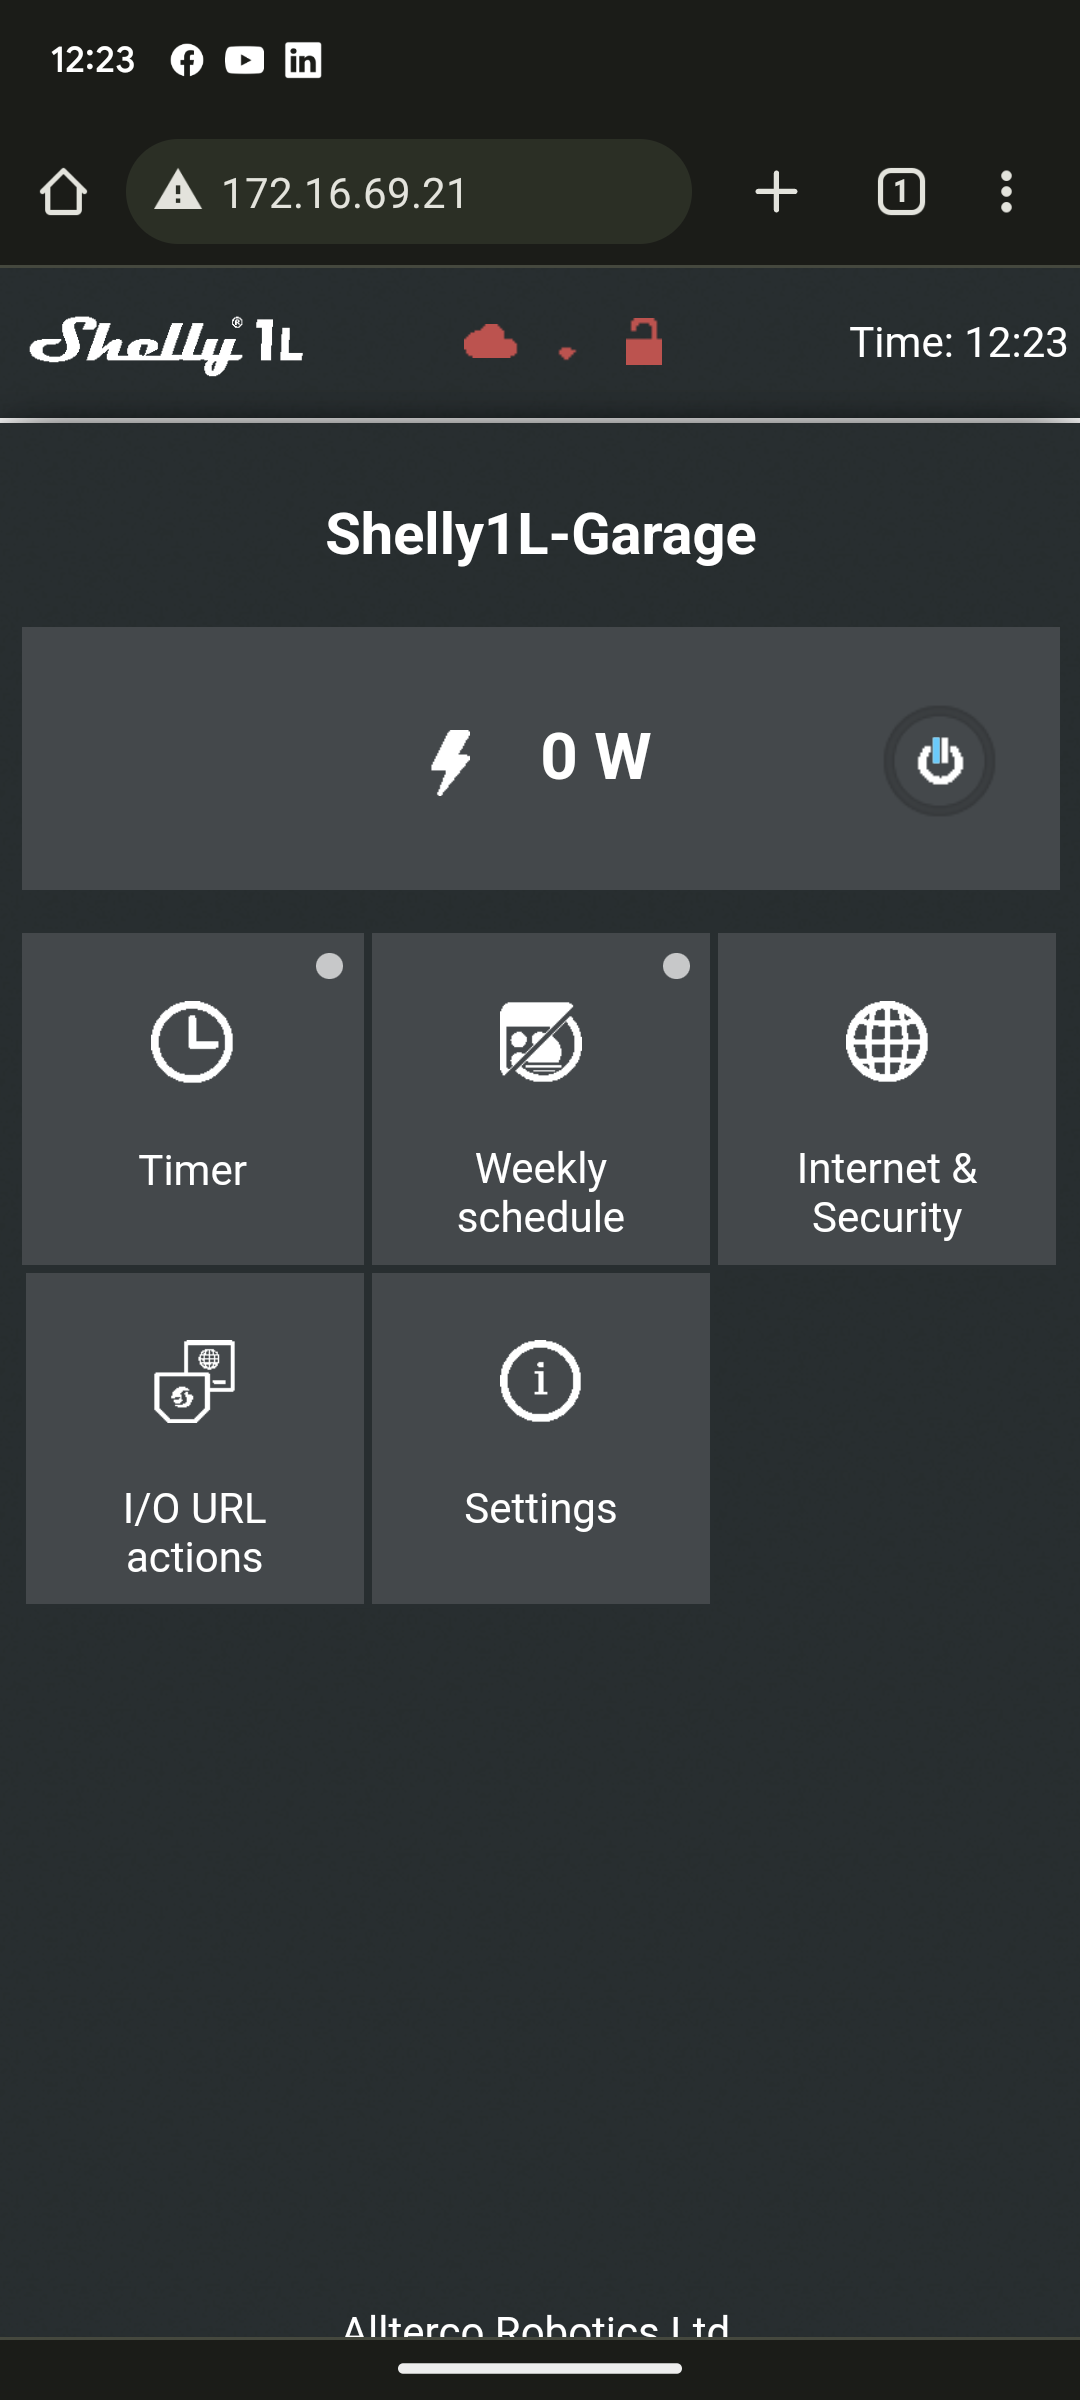 12:23
172.16.69.21
1
Shelly® 1L
Time: 12:23
Shelly1L-Garage
0 W
Timer
Weekly
schedule
Internet &
Security
I/O URL
actions
Settings
Allterco Robotics Ltd